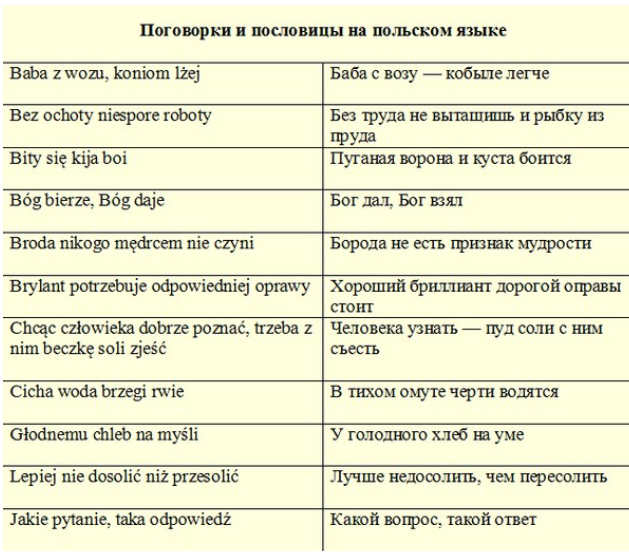 Поговорки и пословицы на польском языке
Baba z wozu, koniom lżej
Баба с возу — кобыле легче
Bez ochoty niespore roboty
Без труда не вытащишь и рыбку из
пруда
Bity się kija boi
Пуганая ворона и куста боится
Bóg bierze, Bóg daje
Бог дал, Бог взял
Broda nikogo mędrcem nie czyni
Борода не есть признак мудрости
Brylant potrzebuje odpowiedniej oprawy
Хороший бриллиант дорогой оправы
стоит
Chcąc człowieka dobrze poznać, trzeba z
nim beczkę soli zjeść
Человека узнать — пуд соли с ним
съесть
Cicha woda brzegi rwie
В тихом омуте черти водятся
Głodnemu chleb na myśli
У голодного хлеб на уме
Lepiej nie dosolić niż przesolić
Лучше недосолить, чем пересолить
Jakie pytanie, taka odpowiedź
Какой вопрос, такой ответ